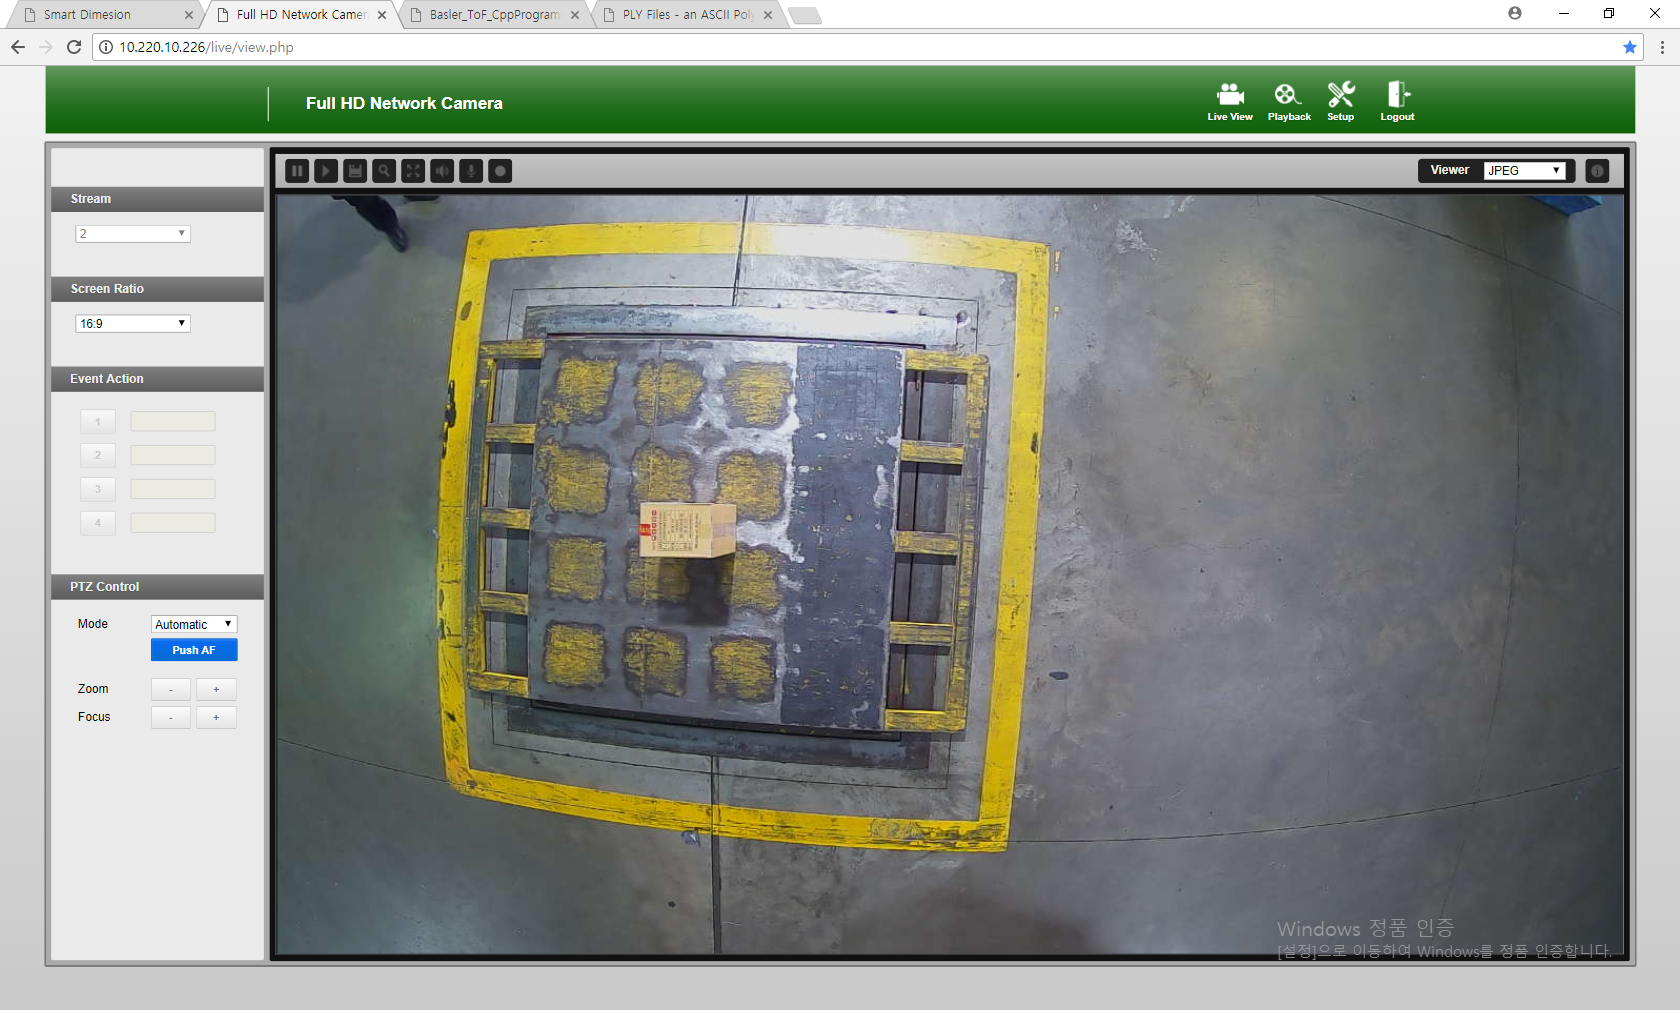 Smart Dimesion
Full HD Network Camer
Basler_ToF_CppProgram
PLY Files - an ASCII Poly
10.220.10.226/live/view.php
Full HD Network Camera
Live View
Playback
Setup
Logout
Viewer
JPEG
Stream
2
Screen Ratio
16:9
Event Action
1
2
3
4
PTZ Control
Mode
Automatic
Push AF
Zoom
-
+
Focus
-
+
Windows 정품 인증
[설정]으로 이동하여 Windows를 정품 인증합니다.